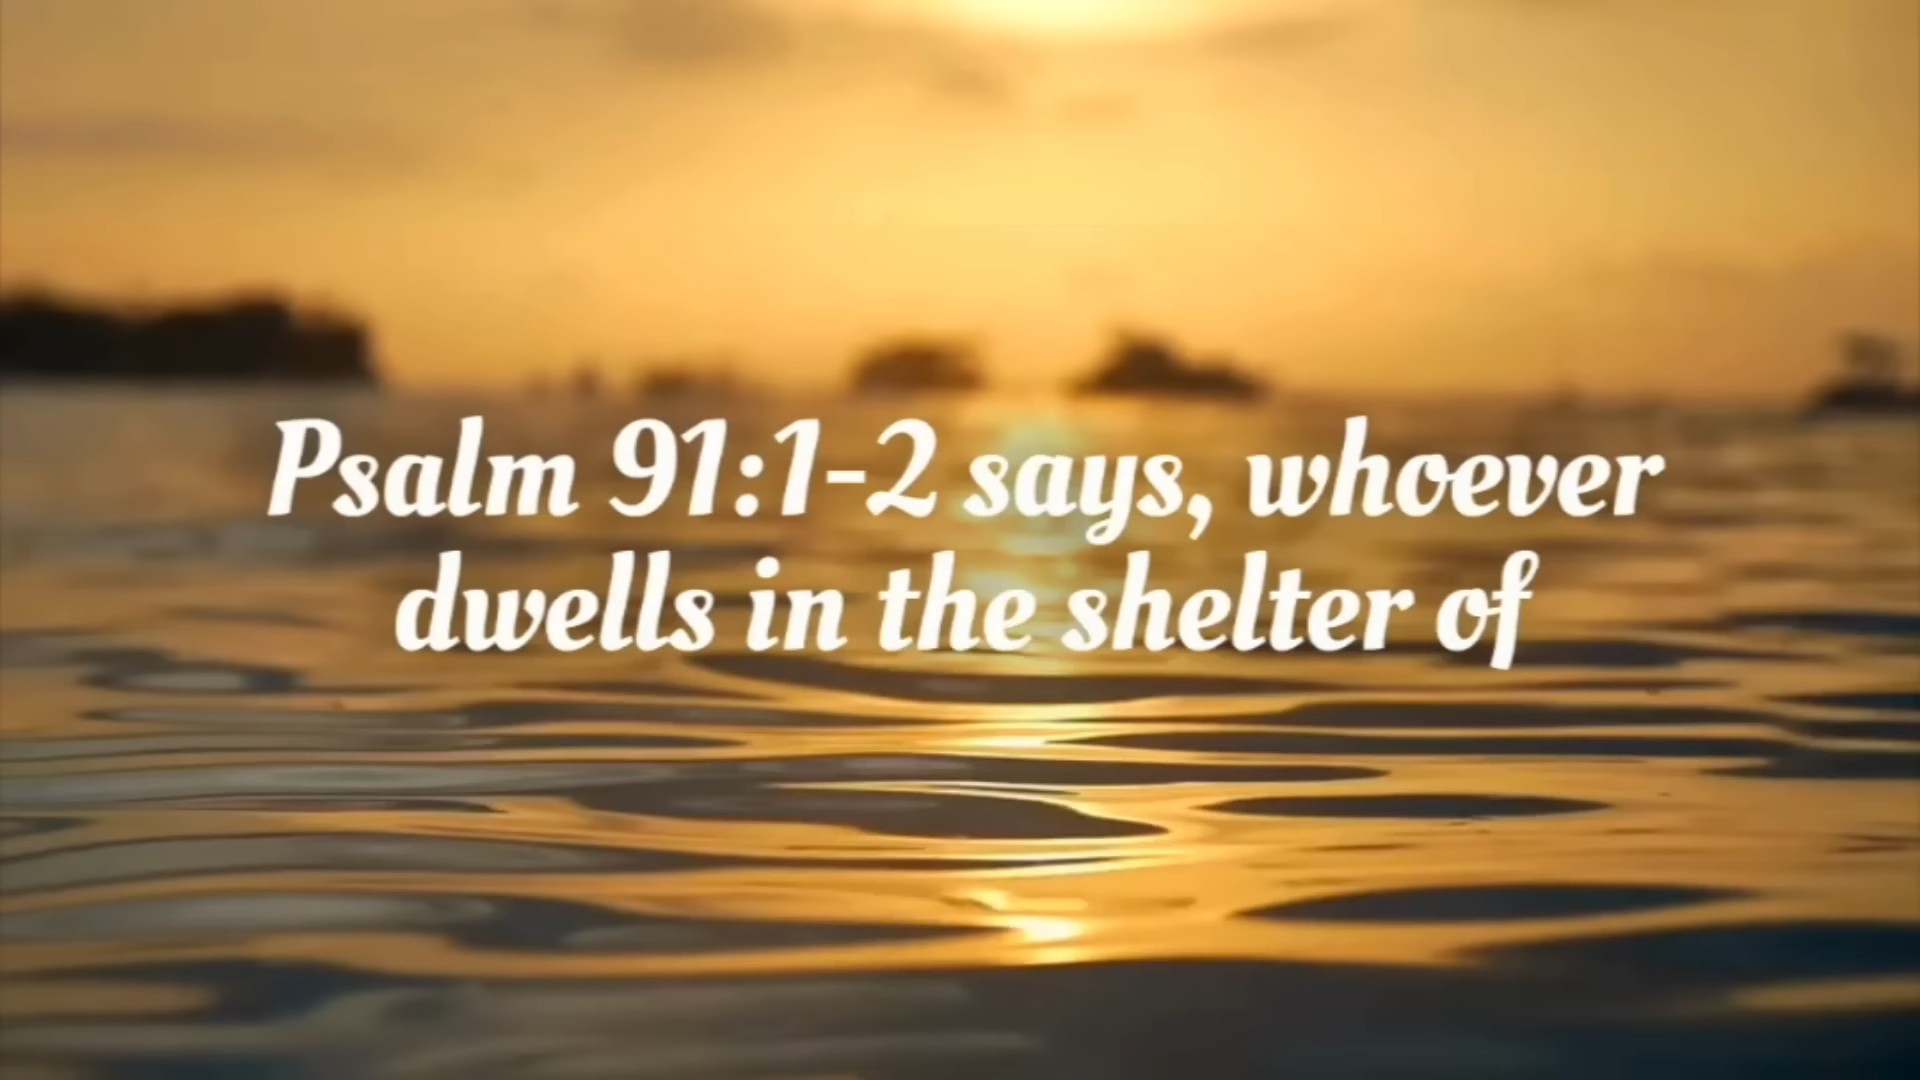 Psalm 91:1-2 says, whoever
dwells in the shelter of